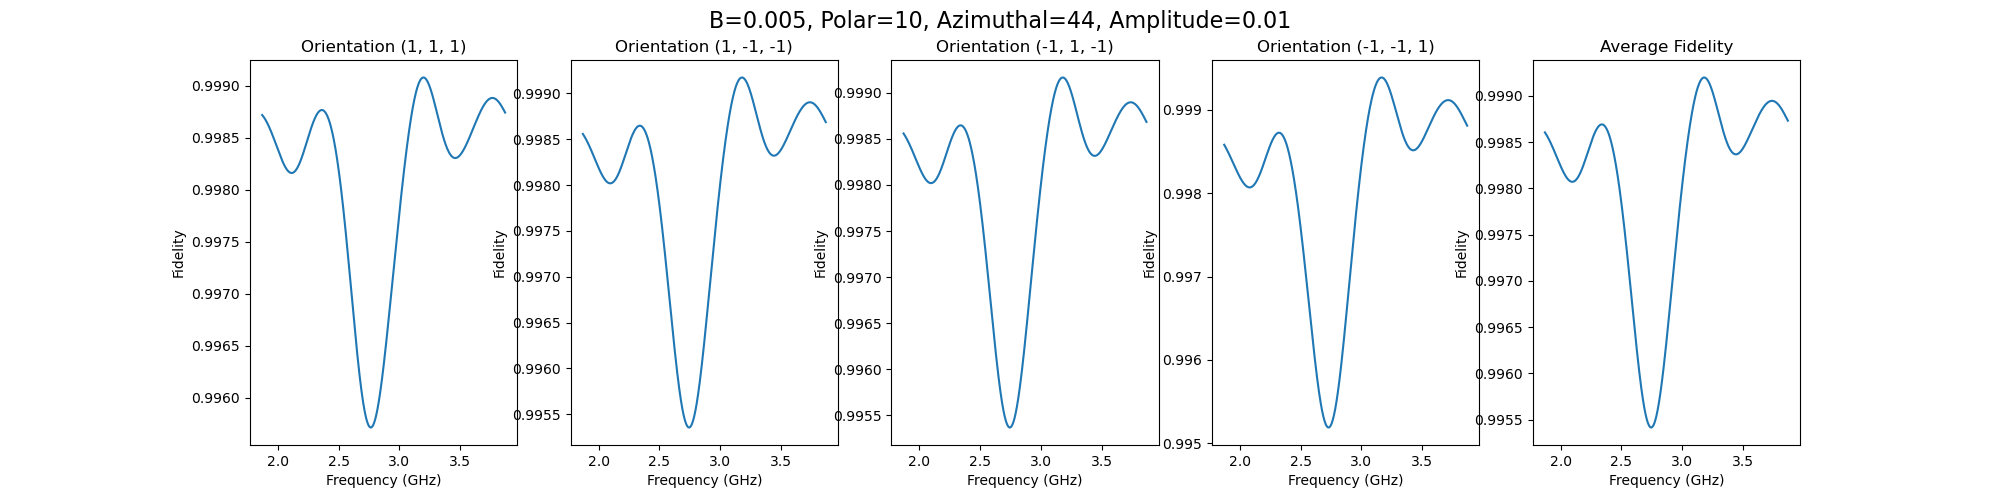 B=0.005, Polar=10, Azimuthal=44, Amplitude=0.01
Orientation (1, 1, 1)
Fidelity
0.9990
0.9985
0.9980
0.9975
0.9970
0.9965
0.9960
2.0 2.5 3.0 3.5
Frequency (GHz)
Orientation (1, -1, -1)
Fidelity
0.9990
0.9985
0.9980
0.9975
0.9970
0.9965
0.9960
0.9955
2.0 2.5 3.0 3.5
Frequency (GHz)
Orientation (-1, 1, -1)
Fidelity
0.9990
0.9985
0.9980
0.9975
0.9970
0.9965
0.9960
0.9955
2.0 2.5 3.0 3.5
Frequency (GHz)
Orientation (-1, -1, 1)
Fidelity
0.999
0.998
0.997
0.996
0.995
2.0 2.5 3.0 3.5
Frequency (GHz)
Average Fidelity
Fidelity
0.9990
0.9985
0.9980
0.9975
0.9970
0.9965
0.9960
0.9955
2.0 2.5 3.0 3.5
Frequency (GHz)